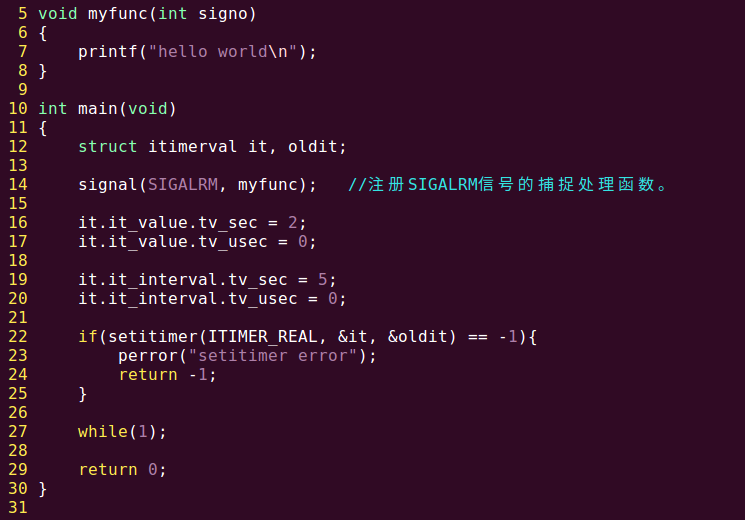 5 void myfunc(int signo)
6 {
7     printf("hello world\n");
8 }
9
10 int main(void)
11 {
12     struct itimerval it, oldit;
13
14     signal(SIGALRM, myfunc);   //注册SIGALRM信号的捕捉处理函数。
15
16     it.it_value.tv_sec = 2;
17     it.it_value.tv_usec = 0;
18
19     it.it_interval.tv_sec = 5;
20     it.it_interval.tv_usec = 0;
21
22     if(setitimer(ITIMER_REAL, &it, &oldit) == -1){
23         perror("setitimer error");
24         return -1;
25     }
26
27     while(1);
28
29     return 0;
30 }
31